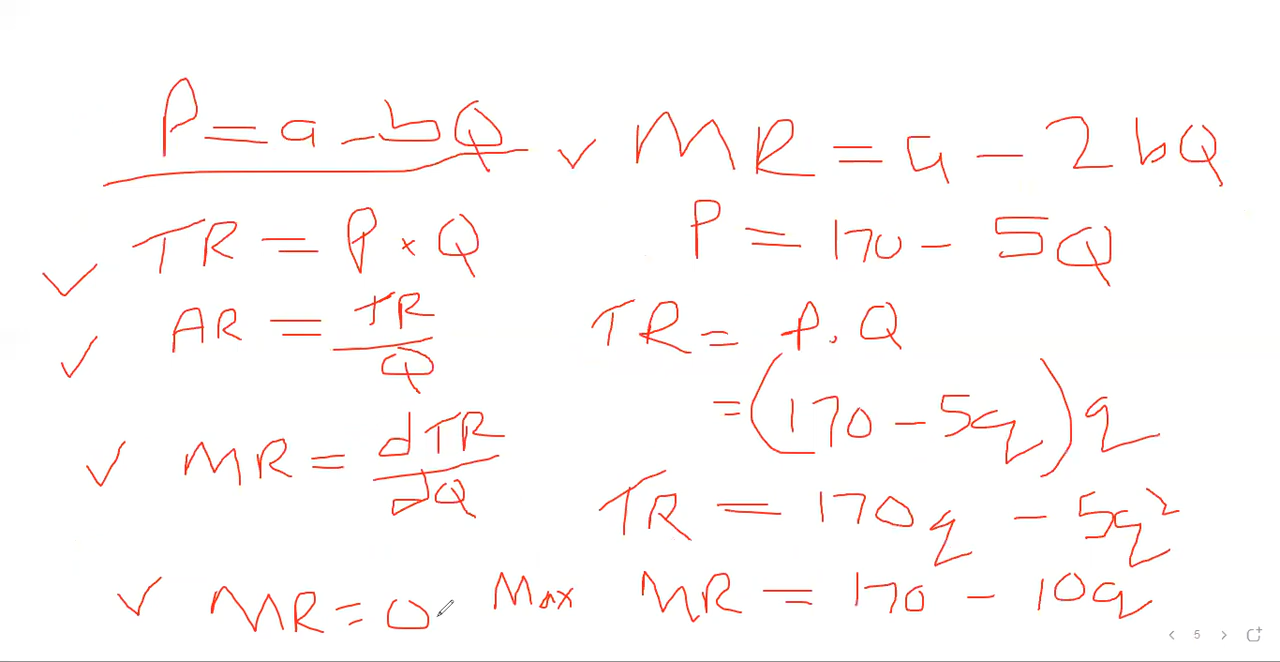 P = a - bQ
TR = P × Q
AR = TR / Q
MR = dTR / dQ
MR = 0 Max
MR = a - 2bQ
P = 170 - 5Q
TR = P . Q
= (170 - 5q) q
TR = 170q - 5q²
MR = 170 - 10q
5